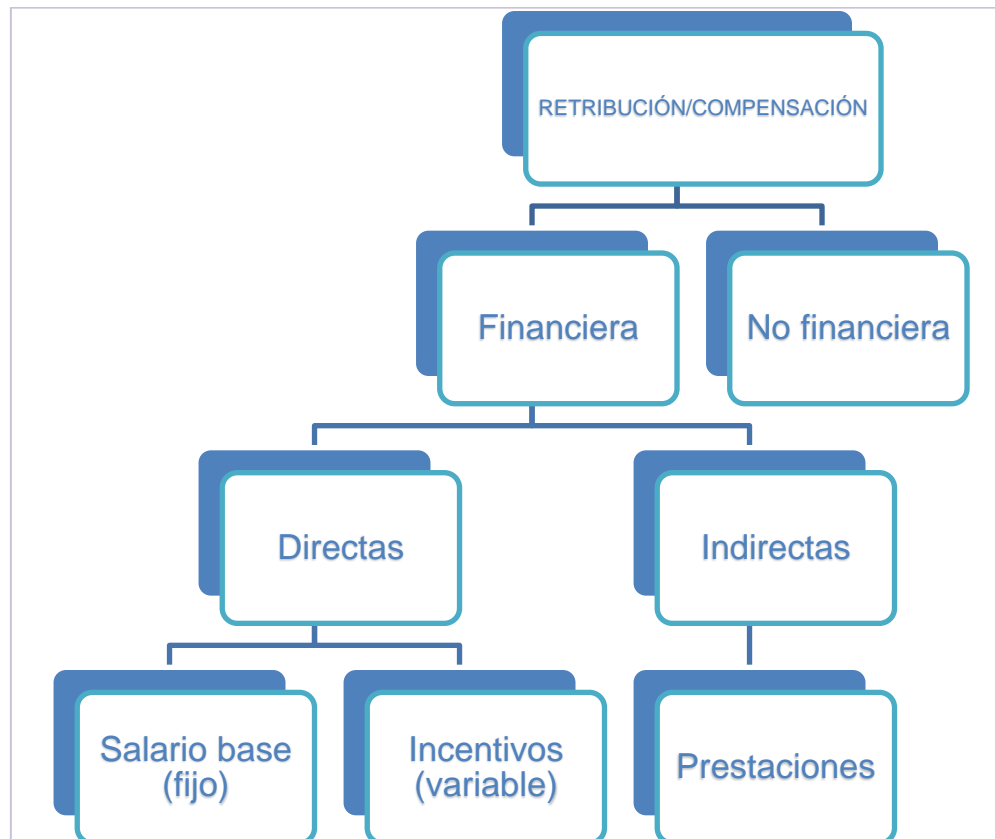 RETRIBUCIÓN/COMPENSACIÓN
Financiera
No financiera
Directas
Indirectas
Salario base
(fijo)
Incentivos
(variable)
Prestaciones